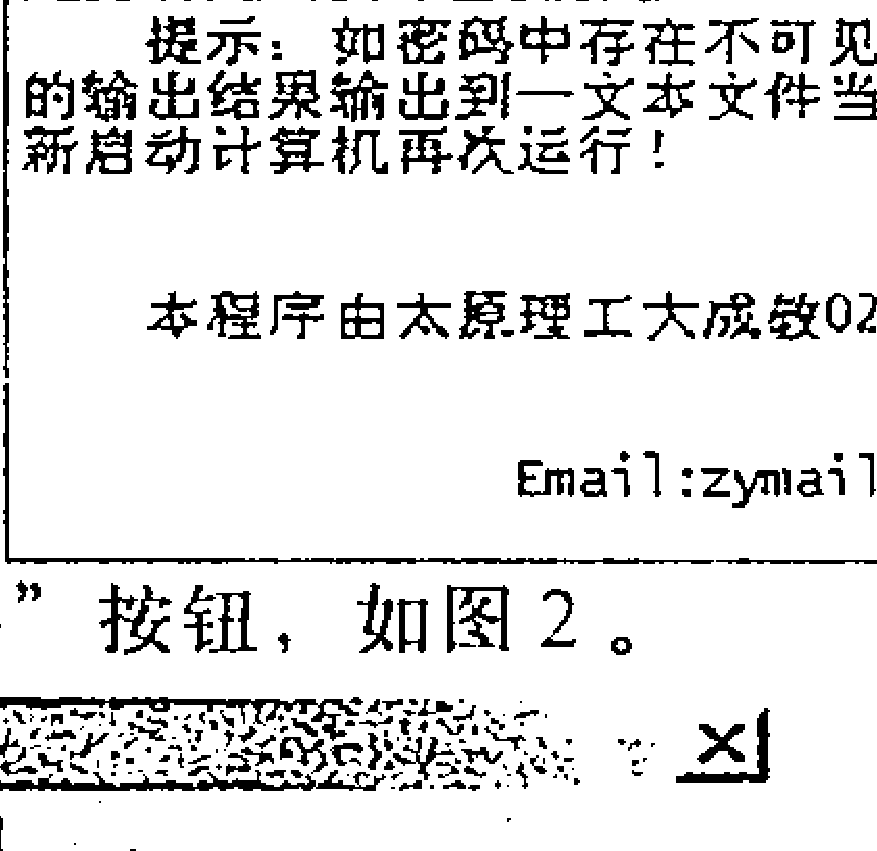 提示：如密码中存在不可见
的输出结果输出到一文本文件当
新启动计算机再次运行！
本程序由太原理工大成教02
Email:zymail
”按钮，如图2。